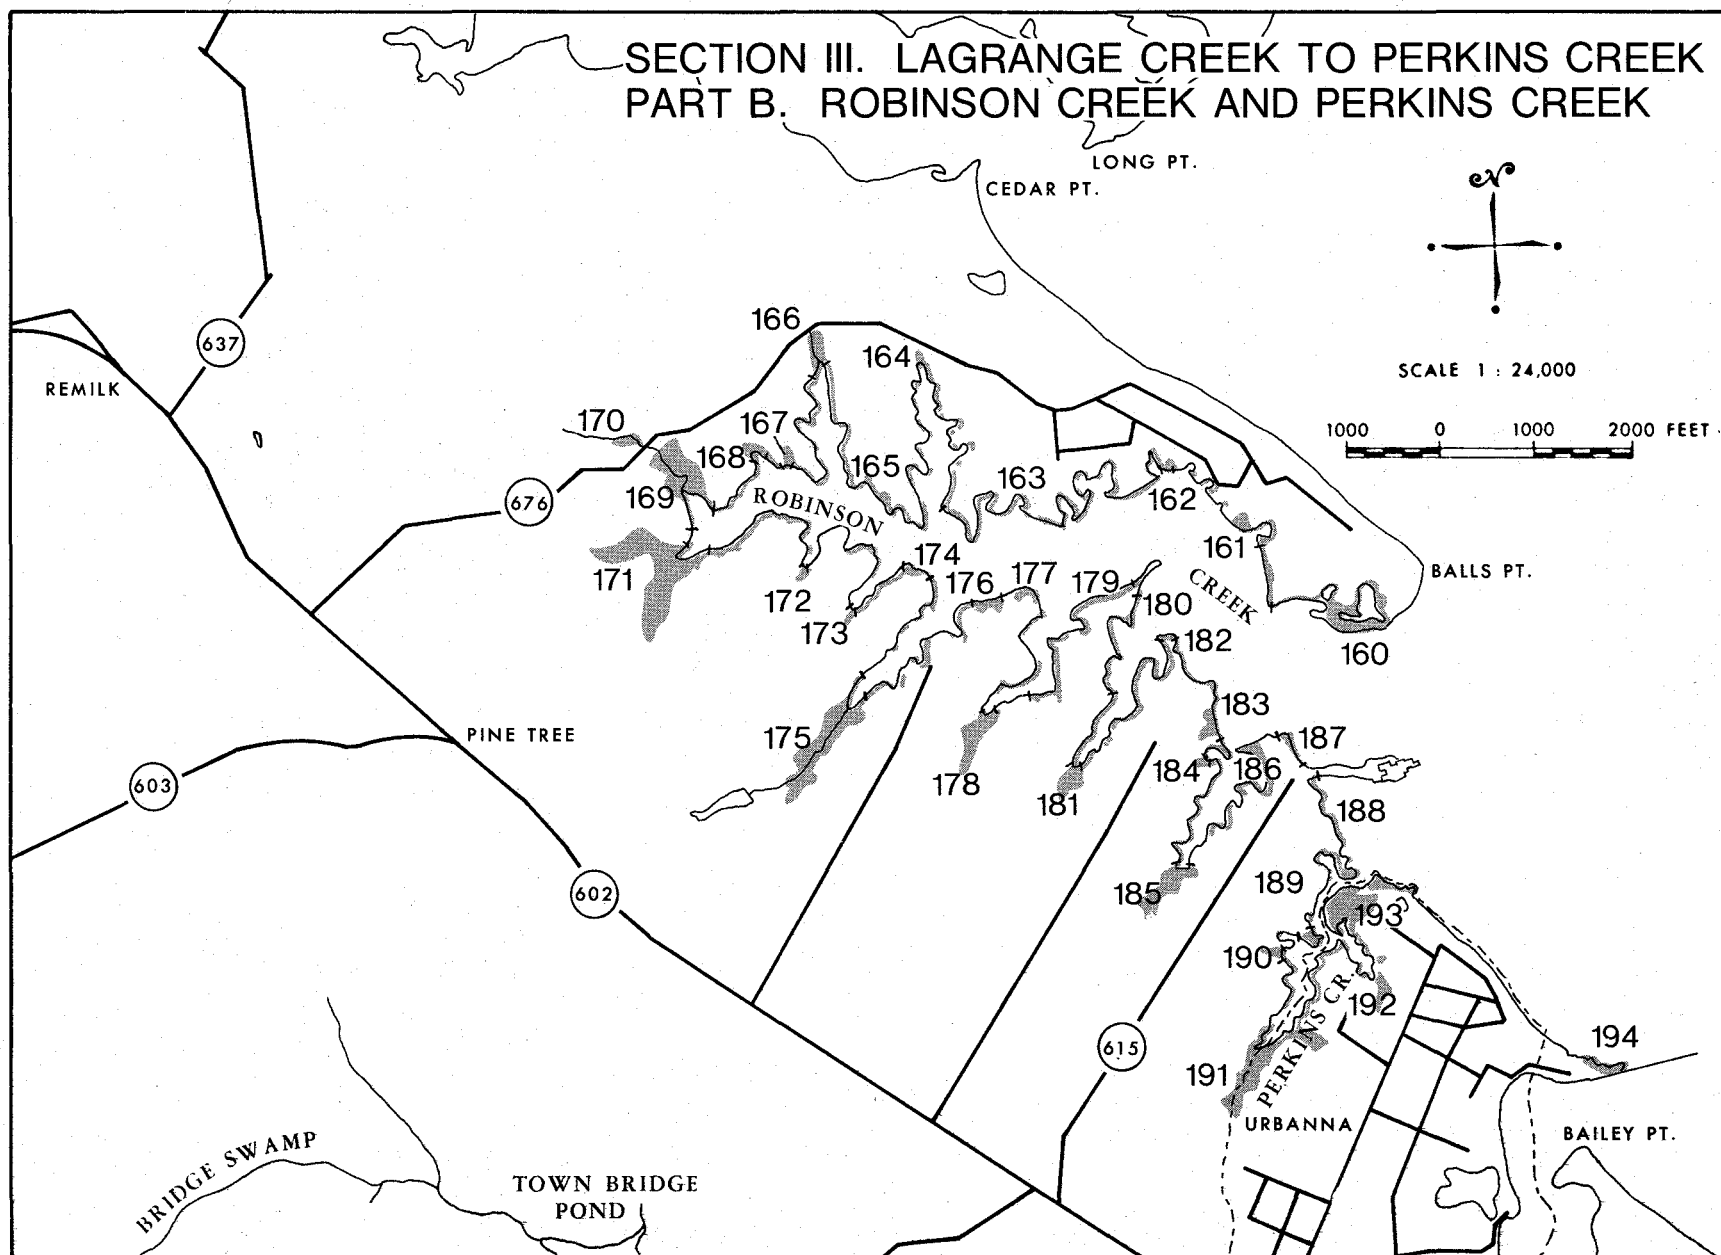 SECTION III. LAGRANGE CREEK TO PERKINS CREEK
PART B. ROBINSON CREEK AND PERKINS CREEK
LONG PT.
CEDAR PT.
N
SCALE 1 : 24,000
1000 0 1000 2000 FEET
637
REMILK
166
164
170
167
168
165
163
162
169
ROBINSON
676
161
174
BALLS PT.
171
172
176
177
179
180
CREEK
173
182
160
183
PINE TREE
175
187
184
186
178
181
603
188
185
189
602
193
190
192
194
615
191
PERKINS CR.
URBANNA
BAILEY PT.
BRIDGE SWAMP
TOWN BRIDGE
POND